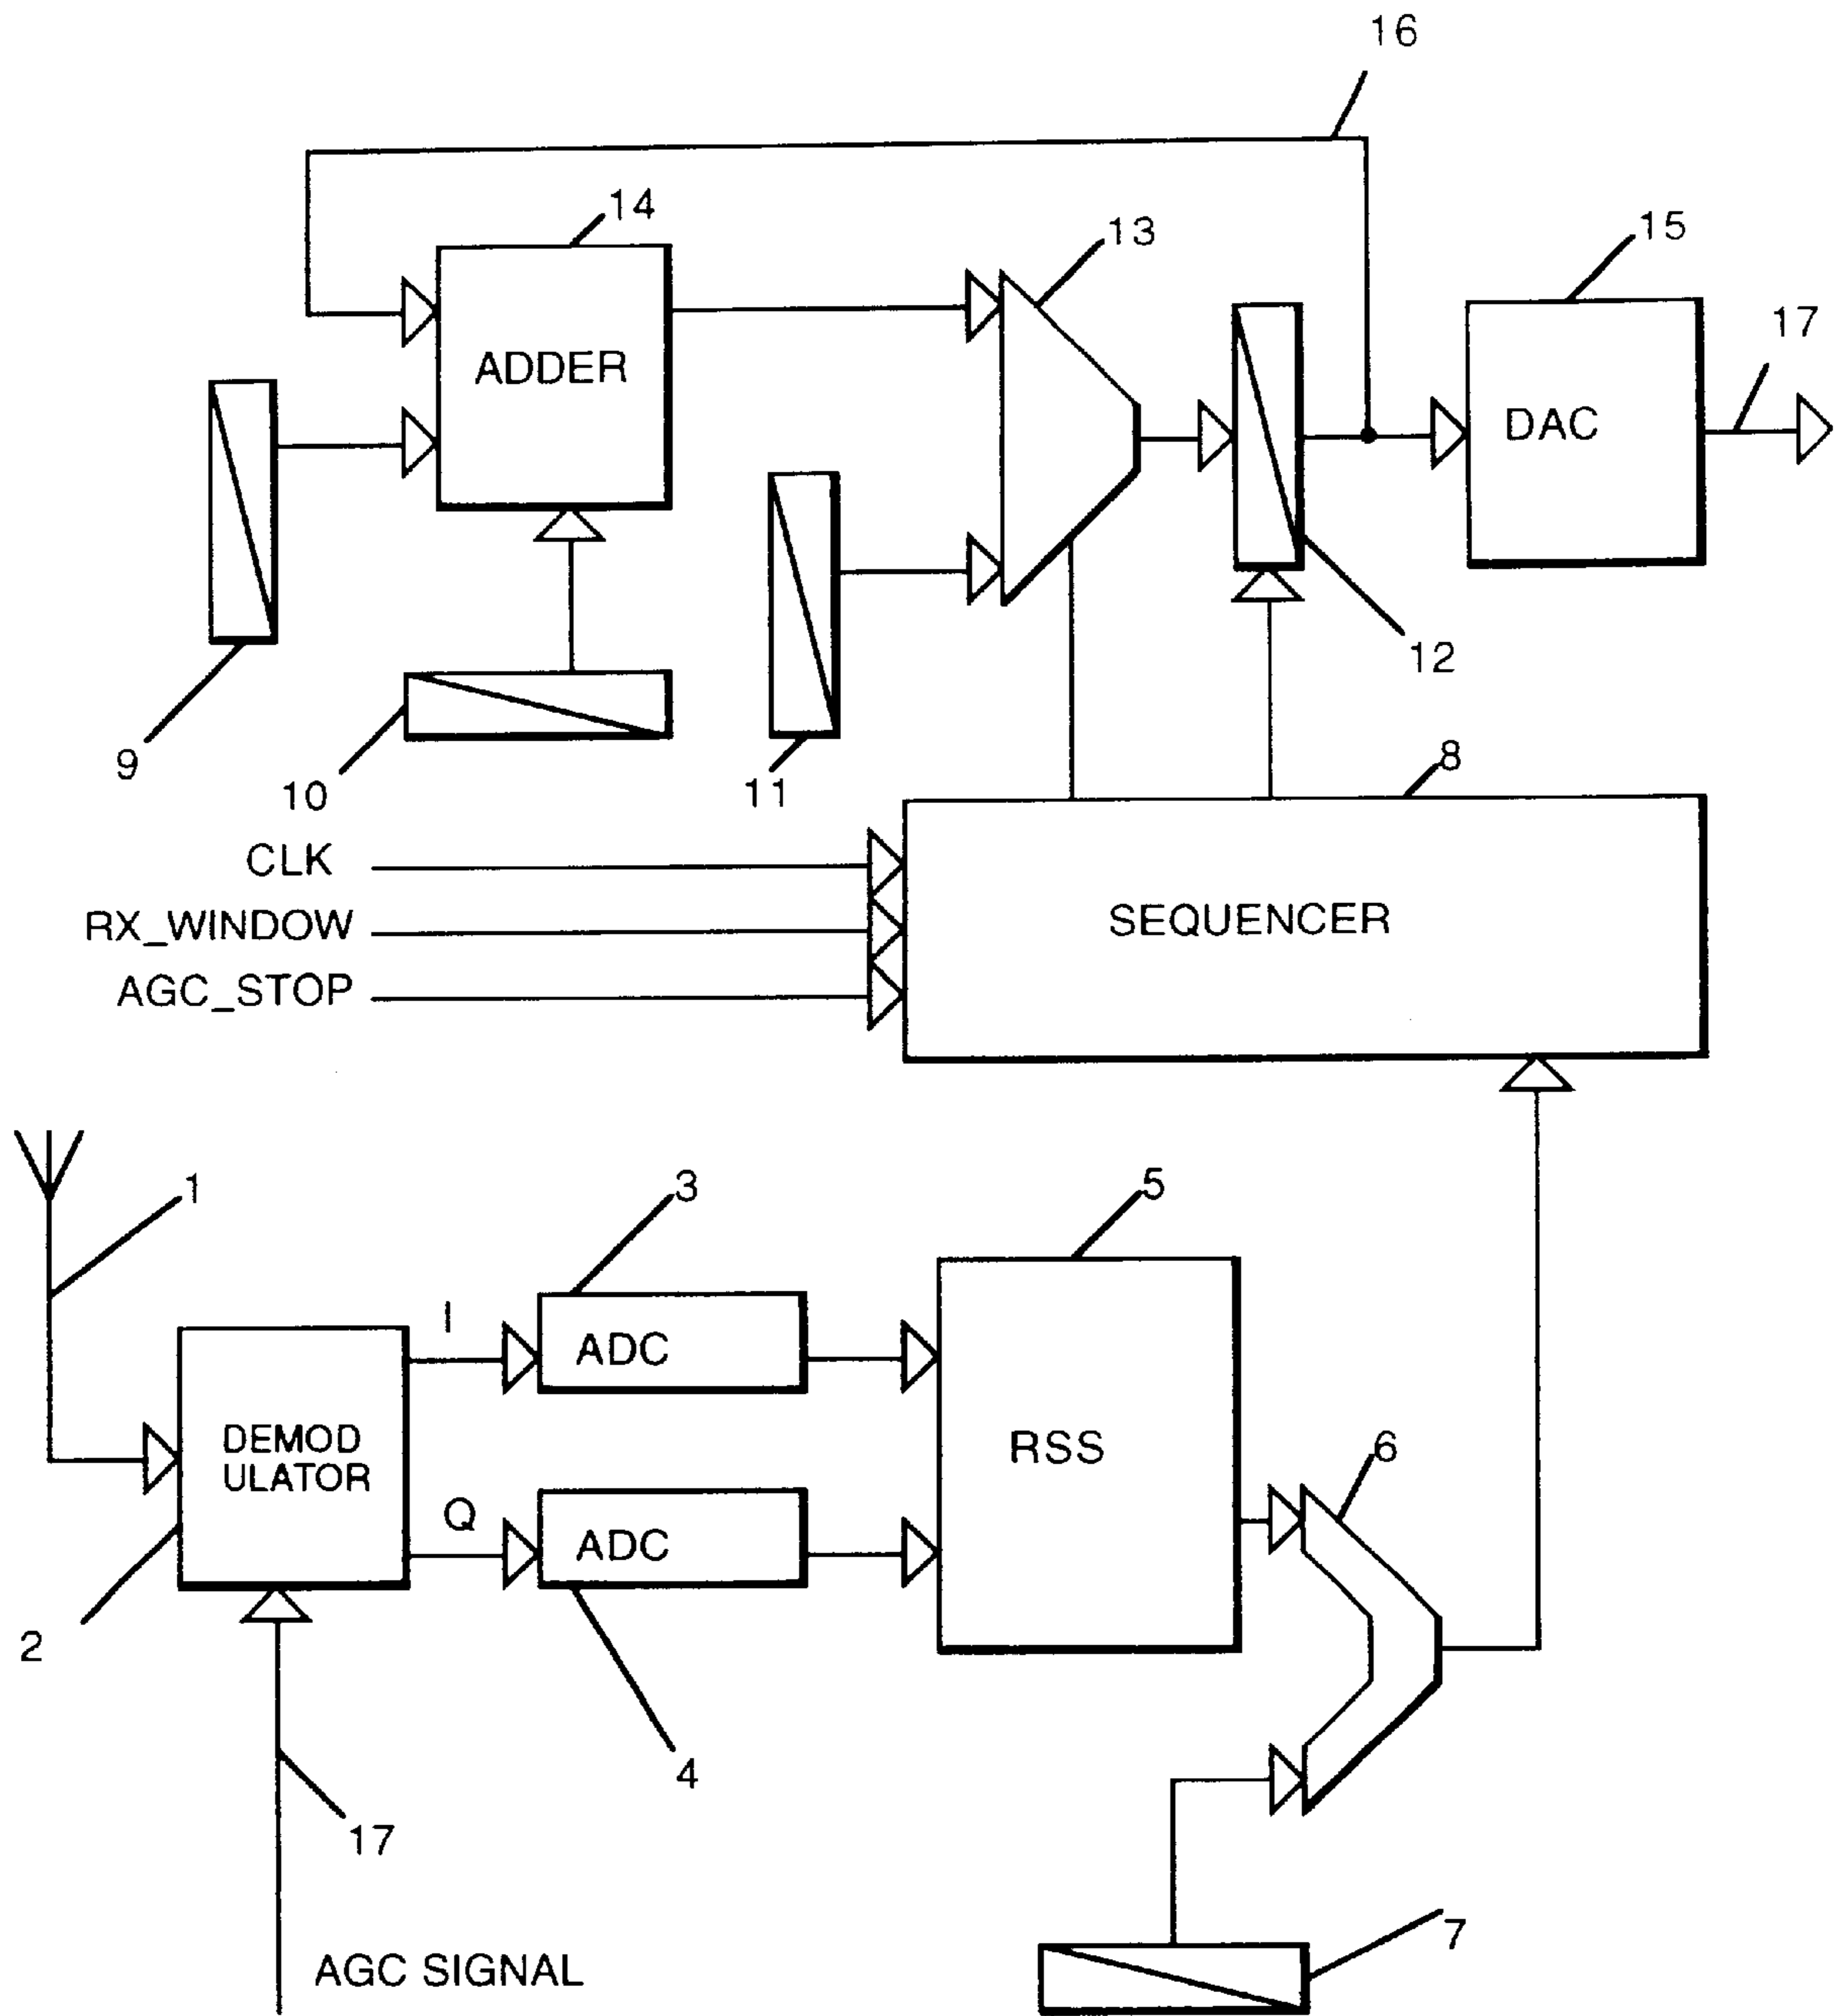 16
14
13
15
17
ADDER
DAC
12
9
10
11
8
CLK
RX_WINDOW
SEQUENCER
AGC_STOP
1
3
5
I
ADC
DEMOD
ULATOR
RSS
6
Q
ADC
2
4
17
7
AGC SIGNAL